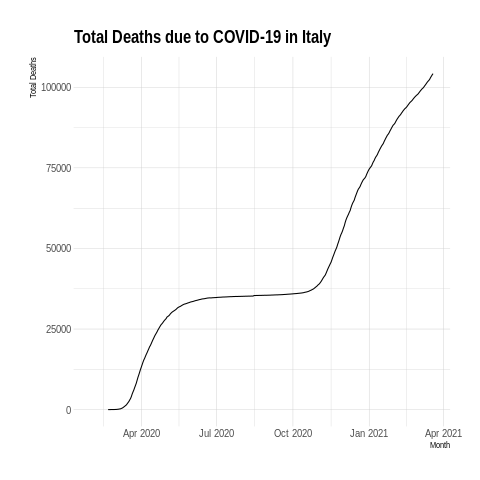 Total Deaths due to COVID-19 in Italy
Total Deaths
100000
75000
50000
25000
0
Apr 2020 Jul 2020 Oct 2020 Jan 2021 Apr 2021
Month